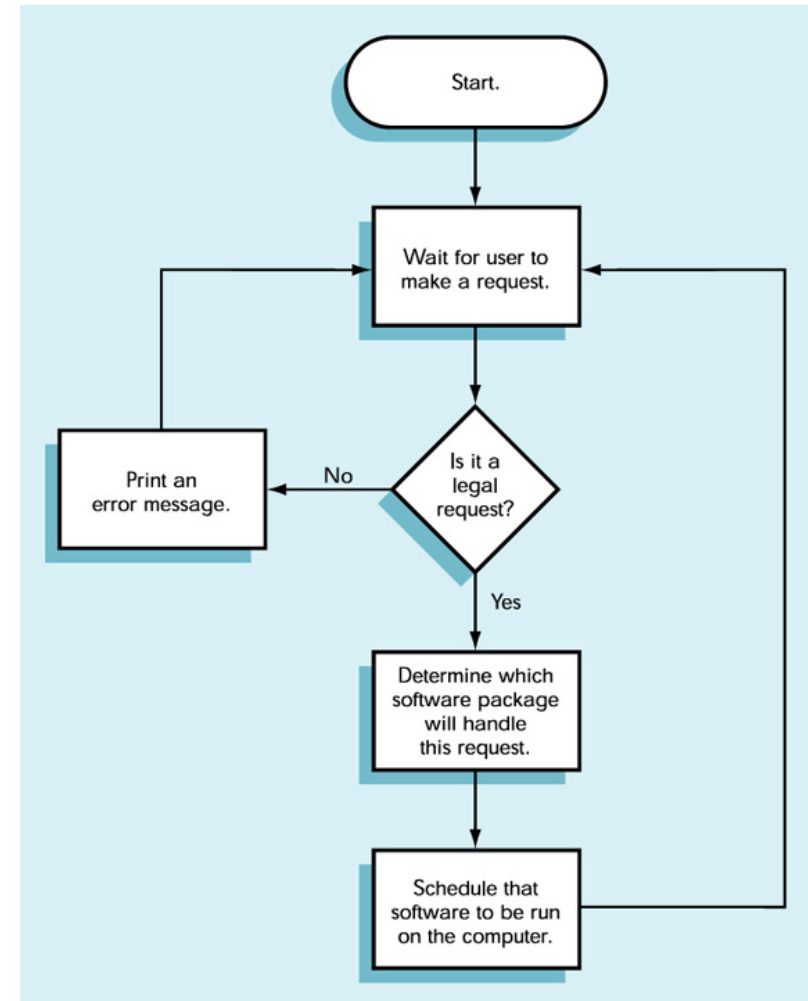 Start.
Wait for user to
make a request.
Is it a
legal
request?
No
Print an
error message.
Yes
Determine which
software package
will handle
this request.
Schedule that
software to be run
on the computer.